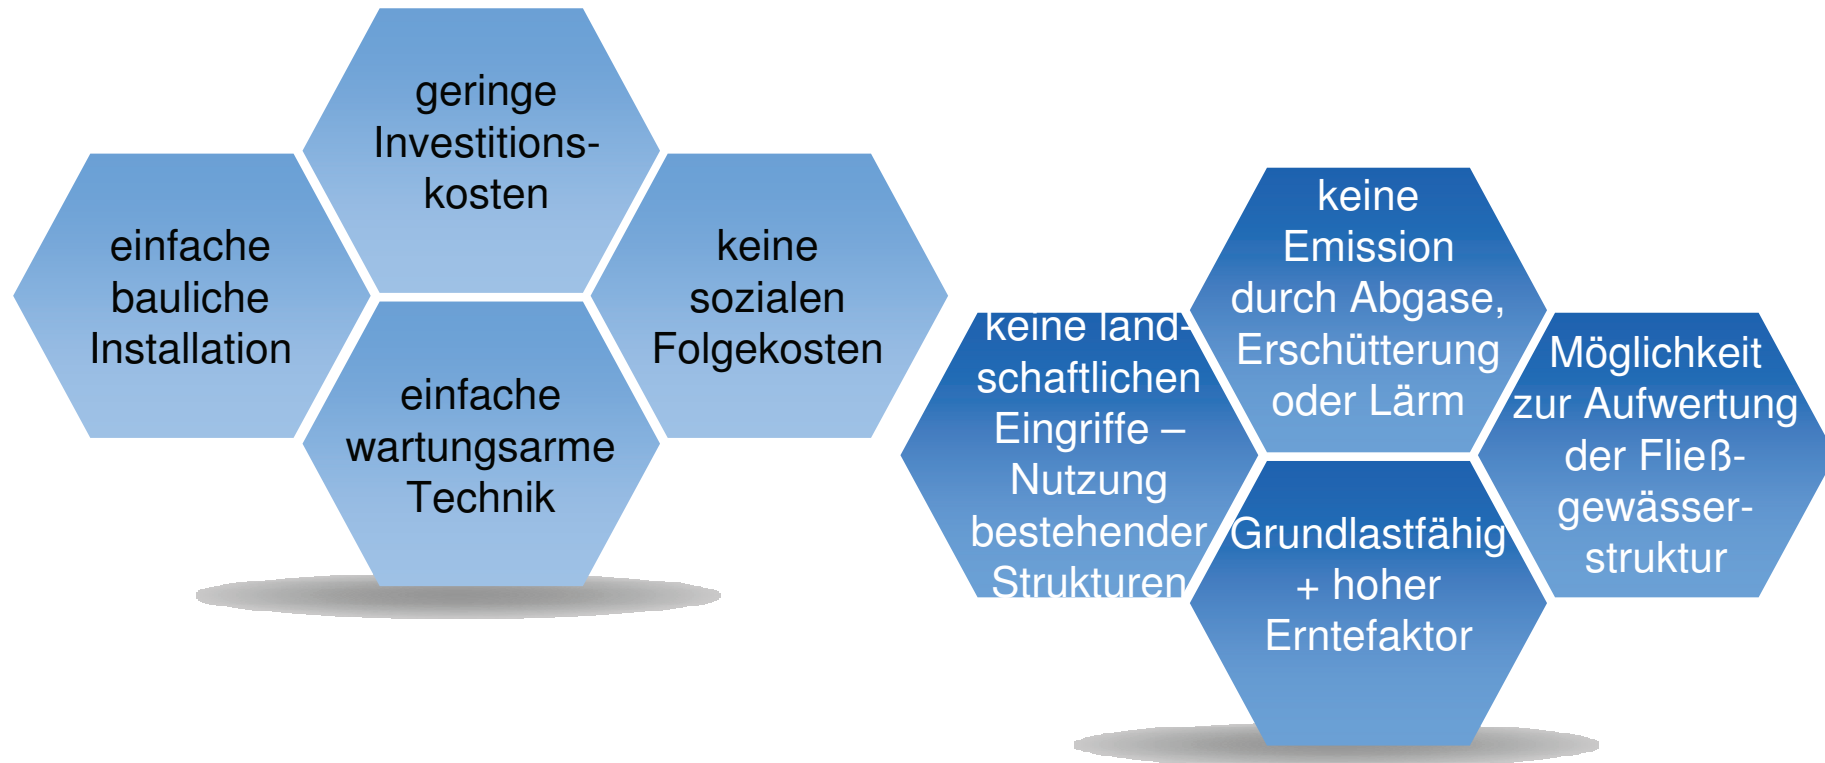 geringe
Investitions-
kosten
einfache
bauliche
Installation
keine
sozialen
Folgekosten
einfache
wartungsarme
Technik
keine
Emission
durch Abgase,
Erschütterung
oder Lärm
keine land-
schaftlichen
Eingriffe –
Nutzung
bestehender
Strukturen
Möglichkeit
zur Aufwertung
der Fließ-
gewässer-
struktur
Grundlastfähig
+ hoher
Erntefaktor